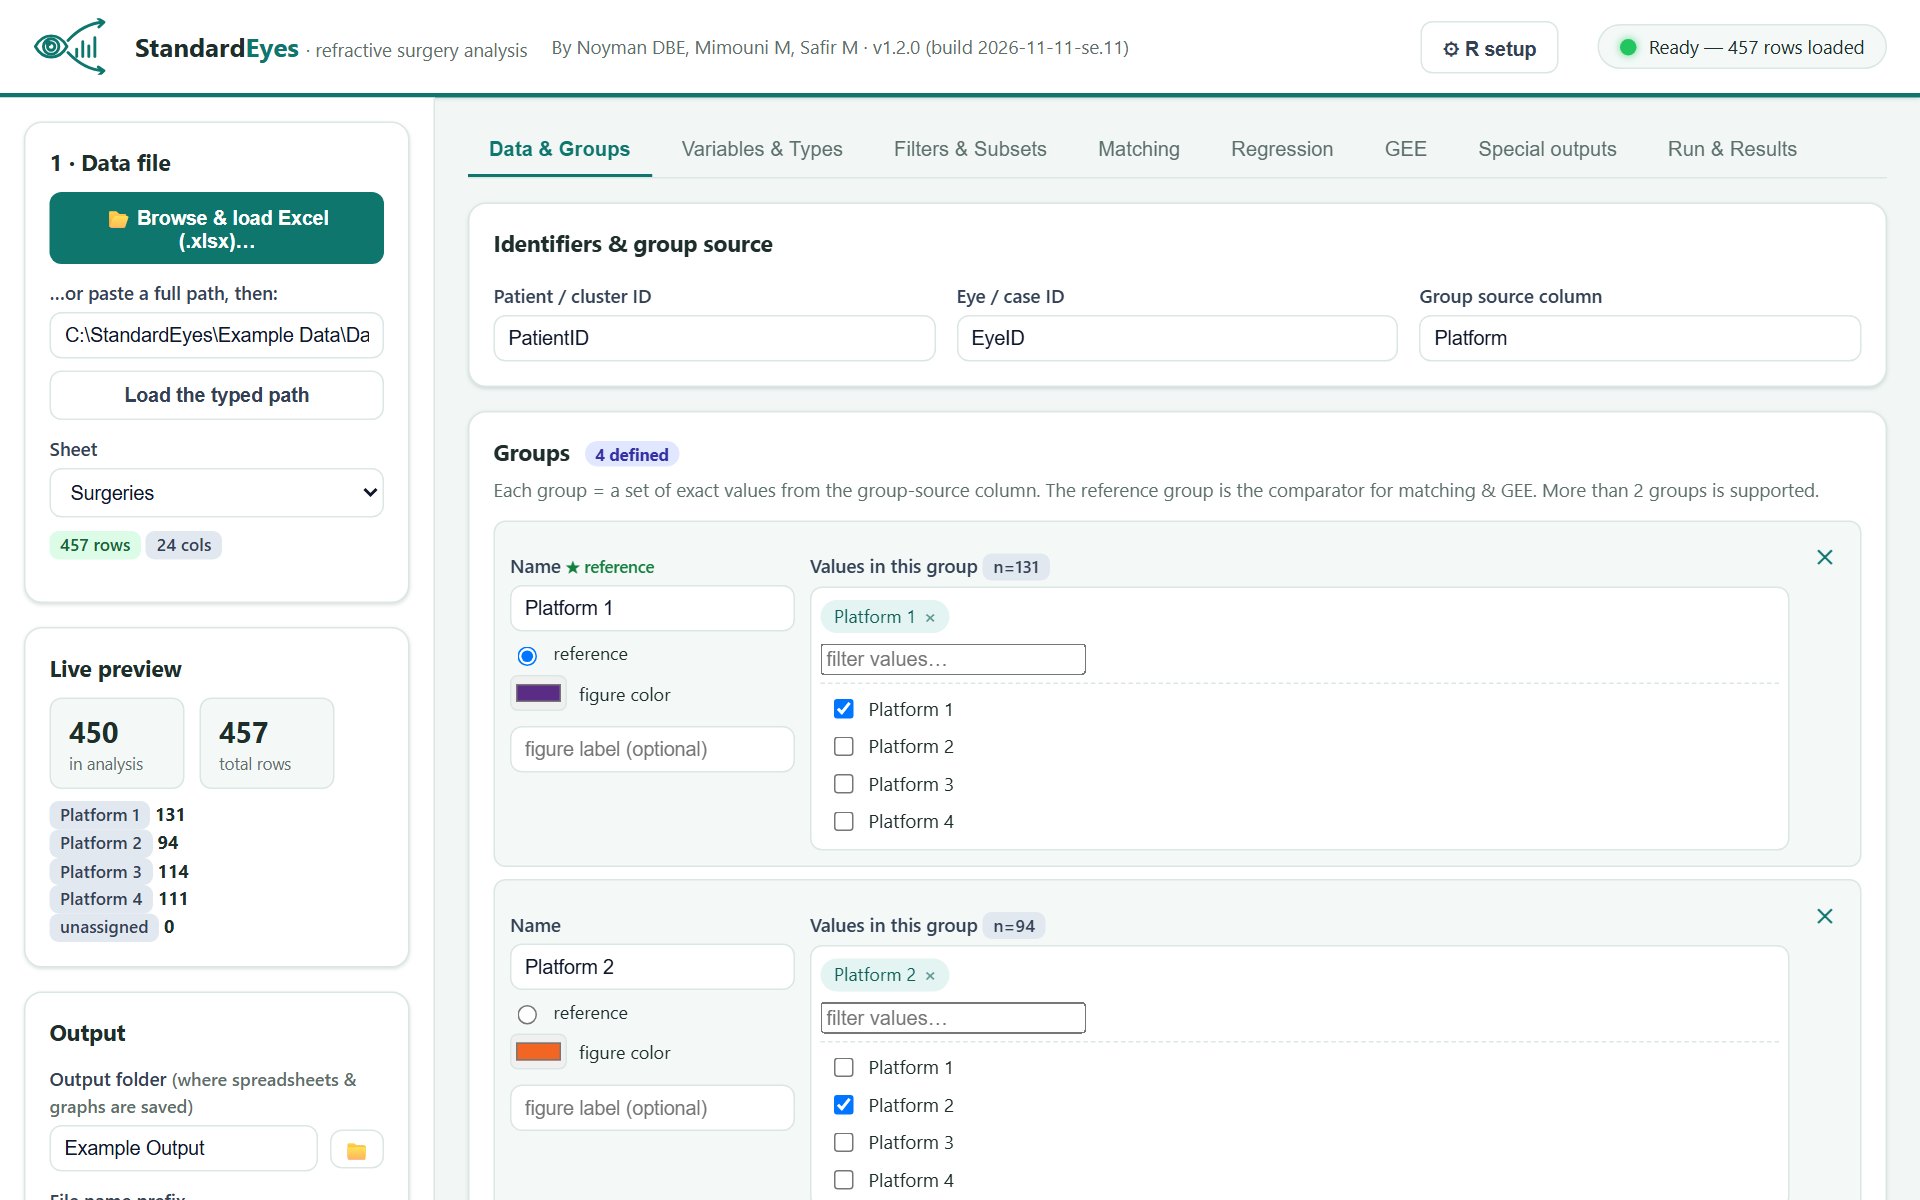 StandardEyes · refractive surgery analysis By Noyman DBE, Mimouni M, Safir M · v1.2.0 (build 2026-11-11-se.11)
⚙ R setup
Ready — 457 rows loaded
1 · Data file
Browse & load Excel
(.xlsx)...
...or paste a full path, then:
C:\StandardEyes\Example Data\Da
Load the typed path
Sheet
Surgeries
457 rows 24 cols
Live preview
450
in analysis
457
total rows
Platform 1 131
Platform 2 94
Platform 3 114
Platform 4 111
unassigned 0
Output
Output folder (where spreadsheets &
graphs are saved)
Example Output
Data & Groups Variables & Types Filters & Subsets Matching Regression GEE Special outputs Run & Results
Identifiers & group source
Patient / cluster ID
PatientID
Eye / case ID
EyeID
Group source column
Platform
Groups 4 defined
Each group = a set of exact values from the group-source column. The reference group is the comparator for matching & GEE. More than 2 groups is supported.
Name ★ reference
Platform 1
reference
figure color
figure label (optional)
Values in this group n=131
Platform 1 ×
filter values...
Platform 1
Platform 2
Platform 3
Platform 4
Name
Platform 2
reference
figure color
figure label (optional)
Values in this group n=94
Platform 2 ×
filter values...
Platform 1
Platform 2
Platform 3
Platform 4